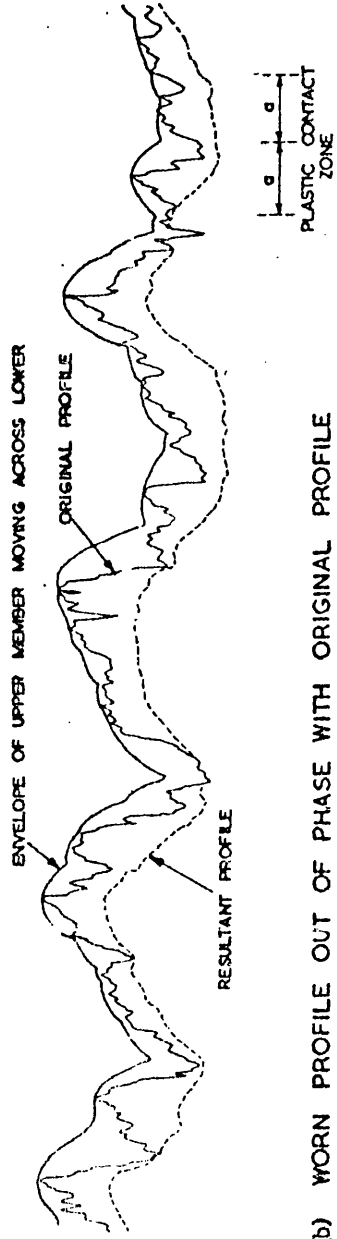 ENVELOPE OF UPPER MEMBER MOVING ACROSS LOWER
ORIGINAL PROFILE
RESULTANT PROFILE
a
a
PLASTIC CONTACT
ZONE
b) WORN PROFILE OUT OF PHASE WITH ORIGINAL PROFILE